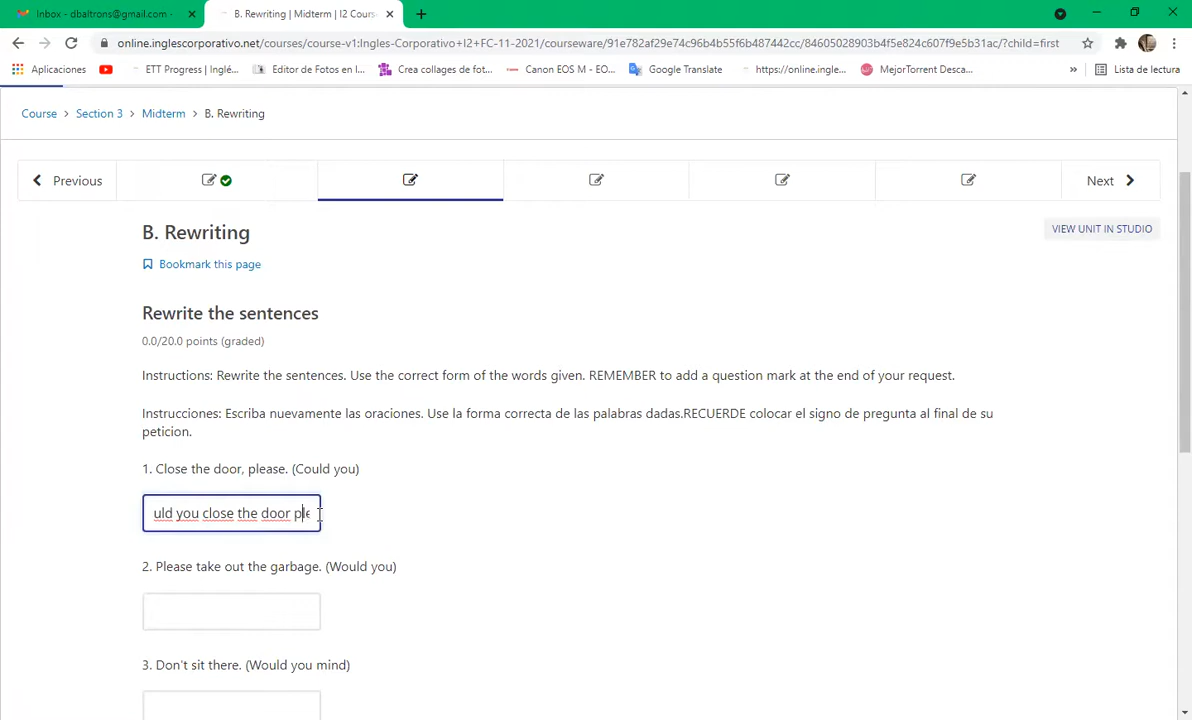 Inbox - dbaltrons@gmail.com -
B. Rewriting | Midterm | I2 Cours
online.inglescorporativo.net/courses/course-v1:Ingles-Corporativo+I2+FC-11-2021/courseware/91e782af29e74c96b4b55f6b487442cc/84605028903b4f5e824c607f9e5b31ac/?child=first
Aplicaciones ETT Progress | Inglé... Editor de Fotos en l... Crea collages de fot... Canon EOS M - EO... Google Translate https://online.ingle... MejorTorrent Desca... » Lista de lectura
Course > Section 3 > Midterm > B. Rewriting
Previous Next
B. Rewriting
VIEW UNIT IN STUDIO
Bookmark this page
Rewrite the sentences
0.0/20.0 points (graded)
Instructions: Rewrite the sentences. Use the correct form of the words given. REMEMBER to add a question mark at the end of your request.
Instrucciones: Escriba nuevamente las oraciones. Use la forma correcta de las palabras dadas.RECUERDE colocar el signo de pregunta al final de su
peticion.
1. Close the door, please. (Could you)
uld you close the door ple
2. Please take out the garbage. (Would you)
3. Don't sit there. (Would you mind)